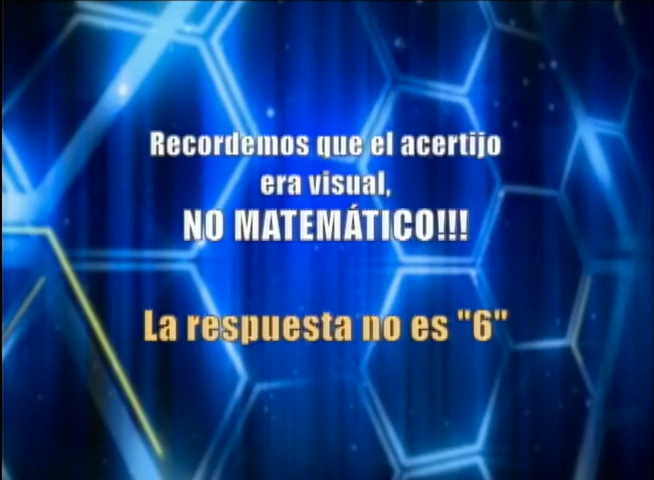 Recordemos que el acertijo
era visual,
NO MATEMÁTICO!!!
La respuesta no es "6"